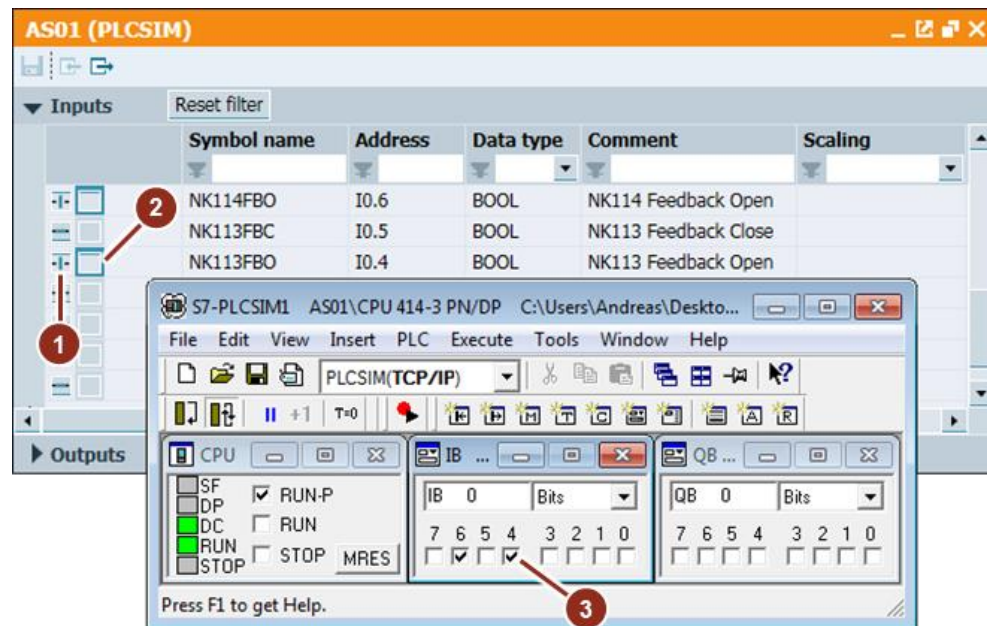 AS01 (PLCSIM)
Inputs
Reset filter
Symbol name Address Data type Comment Scaling
NK114FBO I0.6 BOOL NK114 Feedback Open
2
NK113FBC I0.5 BOOL NK113 Feedback Close
NK113FBO I0.4 BOOL NK113 Feedback Open
1
Outputs
S7-PLCSIM1 AS01\CPU 414-3 PN/DP C:\Users\Andreas\Deskto...
File Edit View Insert PLC Execute Tools Window Help
PLCSIM(TCP/IP)
+1 T=0
CPU
SF
DP
DC
RUN
STOP
RUN-P
RUN
STOP MRES
IB ...
IB 0 Bits
7 6 5 4 3 2 1 0
QB ...
QB 0 Bits
7 6 5 4 3 2 1 0
3
Press F1 to get Help.